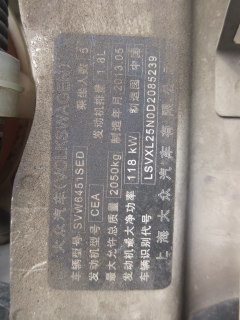 大众汽车(VOLKSWAGEN)
车辆型号 SVW6451SED 乘坐人数 5
发动机型号 CEA 发动机排量 1.8L
最大允许总质量 2050kg 制造年月 2013.05
发动机最大净功率 118 kW 制造国 中国
车辆识别代号 LSVXL25N0D2085239
上海大众汽车有限公司